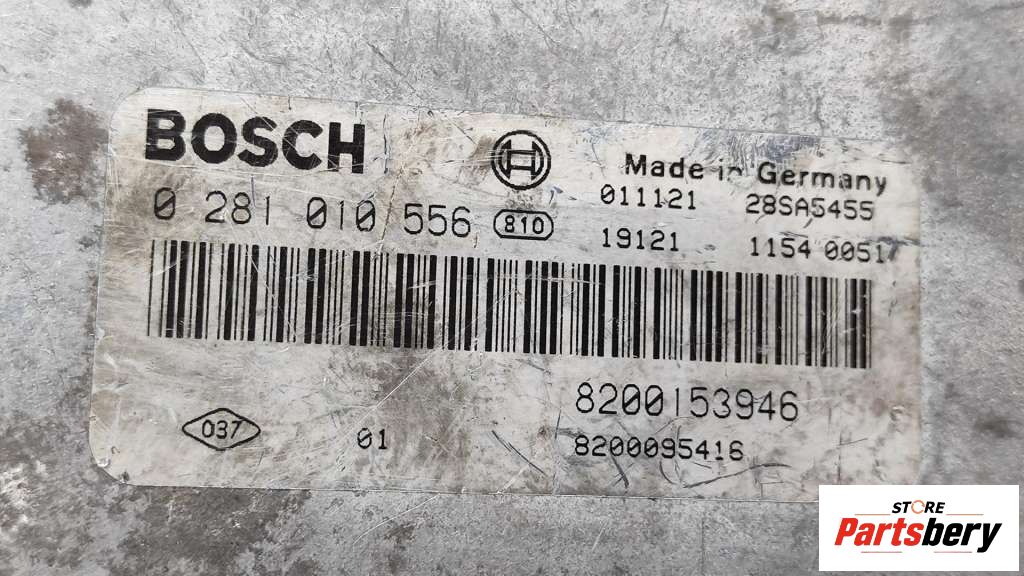 BOSCH
Made in Germany
0 281 010 556 810
011121 28SA5455
19121 1154 00517
8200153946
037 01
8200095416
STORE
Partsbery